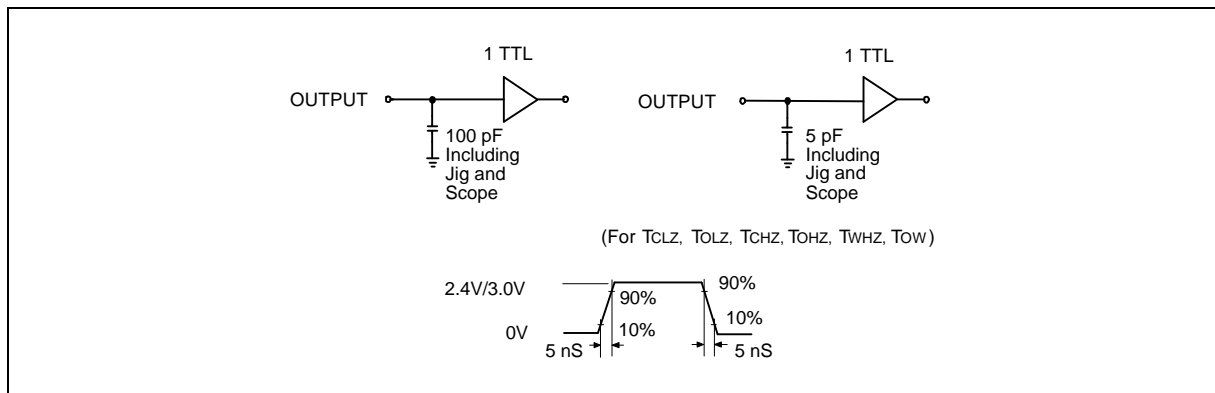 1 TTL
OUTPUT
100 pF
Including
Jig and
Scope
1 TTL
OUTPUT
5 pF
Including
Jig and
Scope
(For TCLZ, TOLZ, TCHZ, TOHZ, TWHZ, TOW)
2.4V/3.0V
90%
90%
0V
10%
10%
5 nS
5 nS